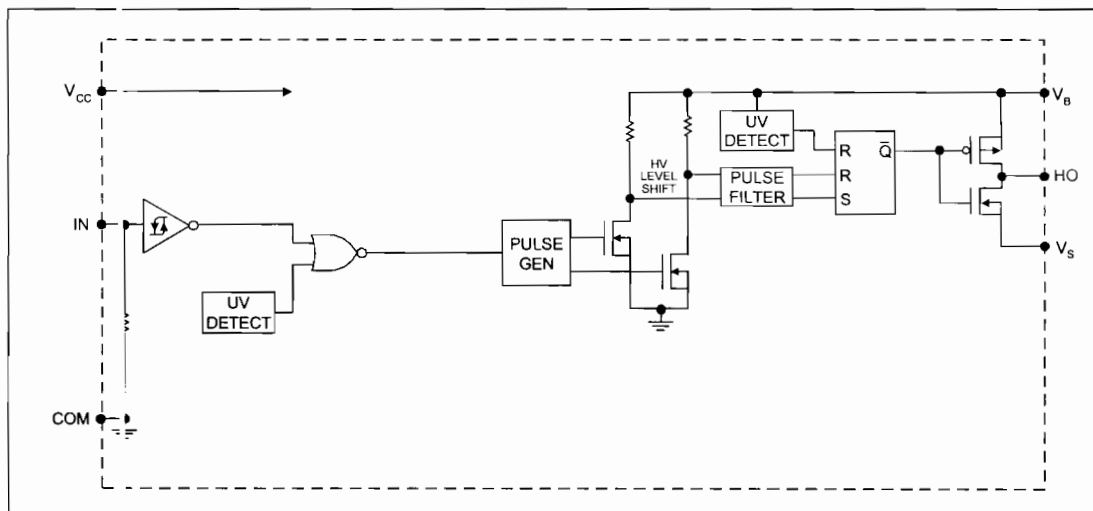 V_CC
V_B
UV
DETECT
R
Q̅
HV
LEVEL
SHIFT
PULSE
FILTER
R
S
HO
IN
PULSE
GEN
V_S
UV
DETECT
COM